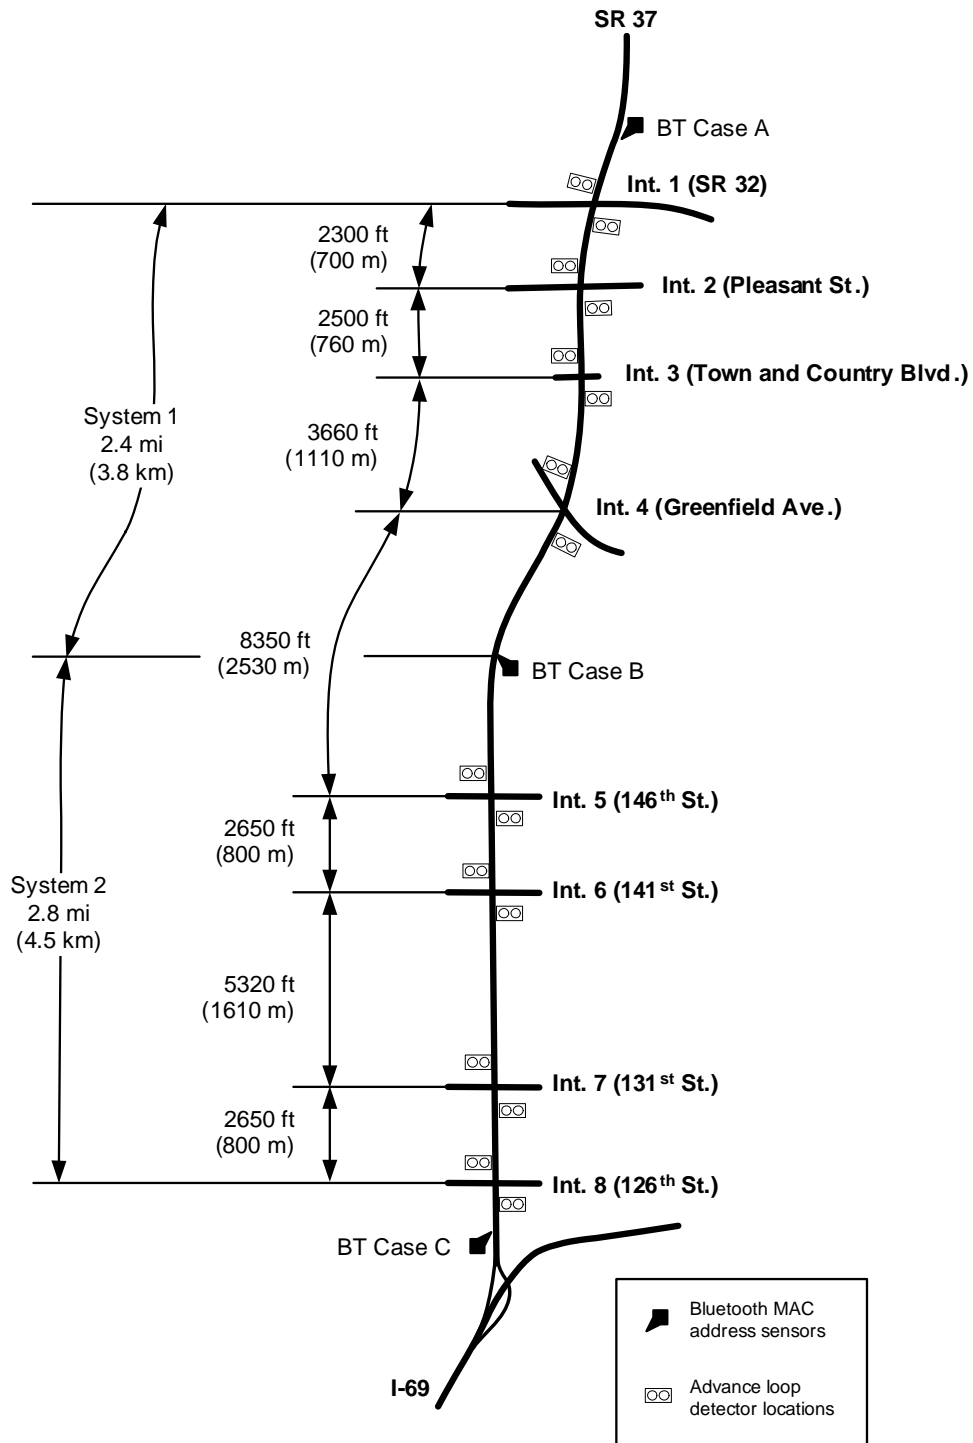 SR 37
BT Case A
Int. 1 (SR 32)
2300 ft
(700 m)
Int. 2 (Pleasant St.)
2500 ft
(760 m)
Int. 3 (Town and Country Blvd.)
System 1
2.4 mi
(3.8 km)
3660 ft
(1110 m)
Int. 4 (Greenfield Ave.)
8350 ft
(2530 m)
BT Case B
Int. 5 (146th St.)
2650 ft
(800 m)
System 2
2.8 mi
(4.5 km)
Int. 6 (141st St.)
5320 ft
(1610 m)
Int. 7 (131st St.)
2650 ft
(800 m)
Int. 8 (126th St.)
BT Case C
I-69
Bluetooth MAC
address sensors
Advance loop
detector locations